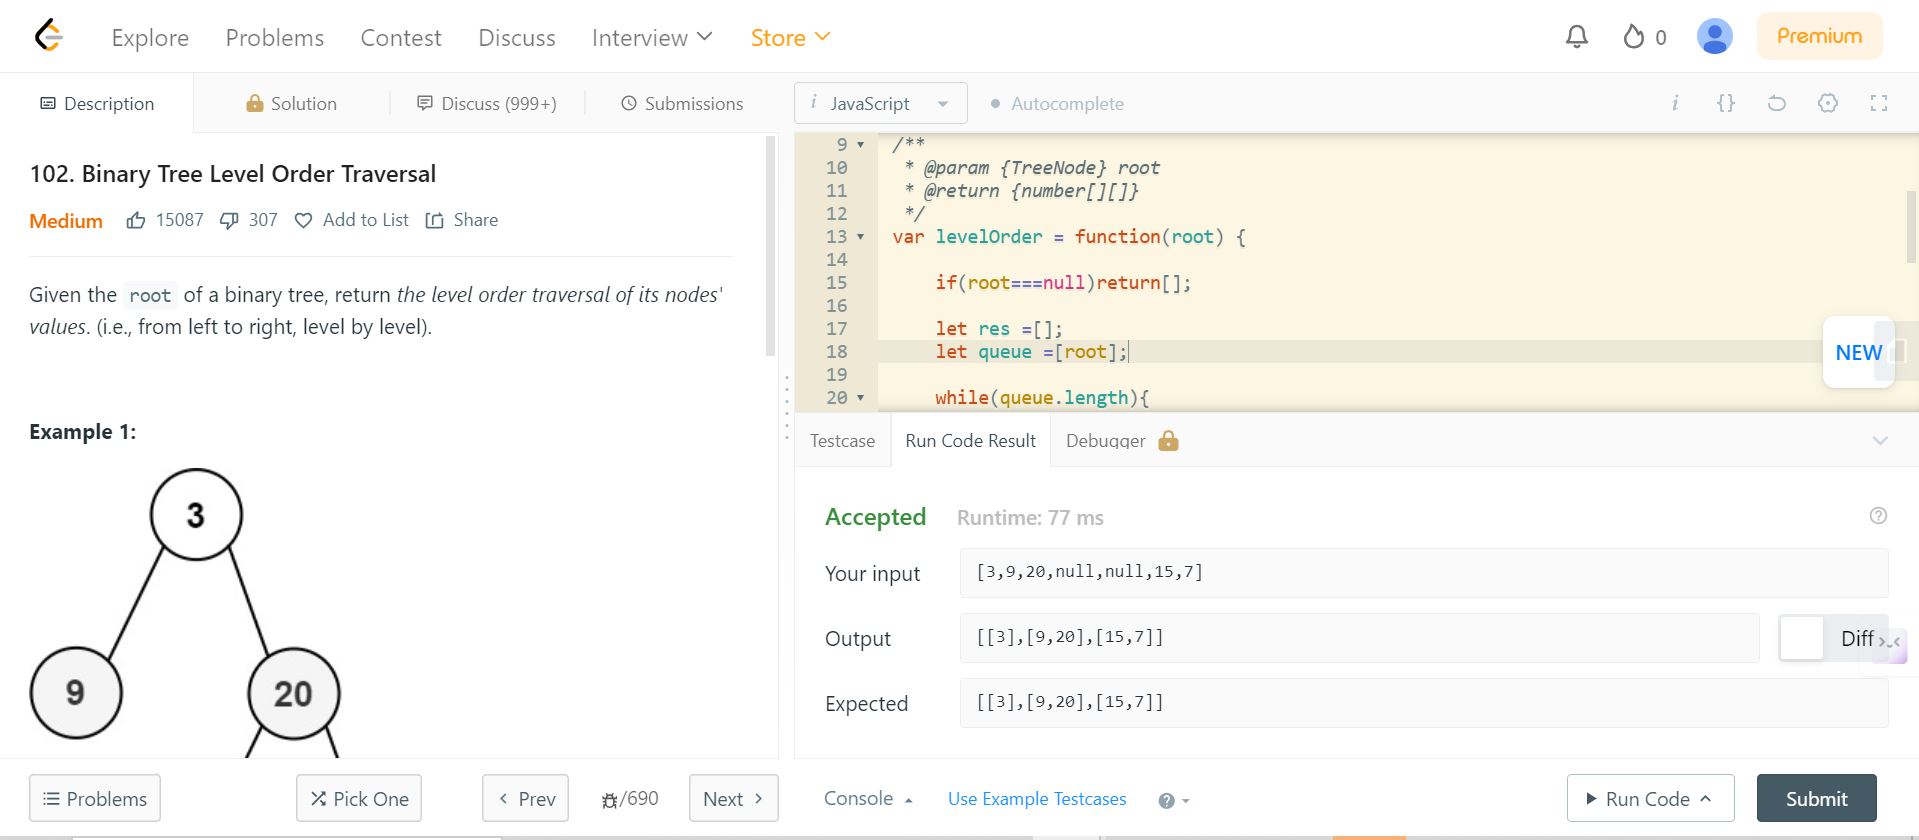 Explore Problems Contest Discuss Interview Store 0 Premium
Description Solution Discuss (999+) Submissions
102. Binary Tree Level Order Traversal
Medium 15087 307 Add to List Share
Given the root of a binary tree, return the level order traversal of its nodes'
values. (i.e., from left to right, level by level).
Example 1:
3
9 20
Problems Pick One Prev /690 Next
i JavaScript Autocomplete i {}
9 /**
10 * @param {TreeNode} root
11 * @return {number[][]}
12 */
13 var levelOrder = function(root) {
14
15 if(root===null)return[];
16
17 let res =[];
18 let queue =[root];
19
20 while(queue.length){
NEW
Testcase Run Code Result Debugger
Accepted Runtime: 77 ms
Your input [3,9,20,null,null,15,7]
Output [[3],[9,20],[15,7]] Diff
Expected [[3],[9,20],[15,7]]
Console Use Example Testcases Run Code Submit